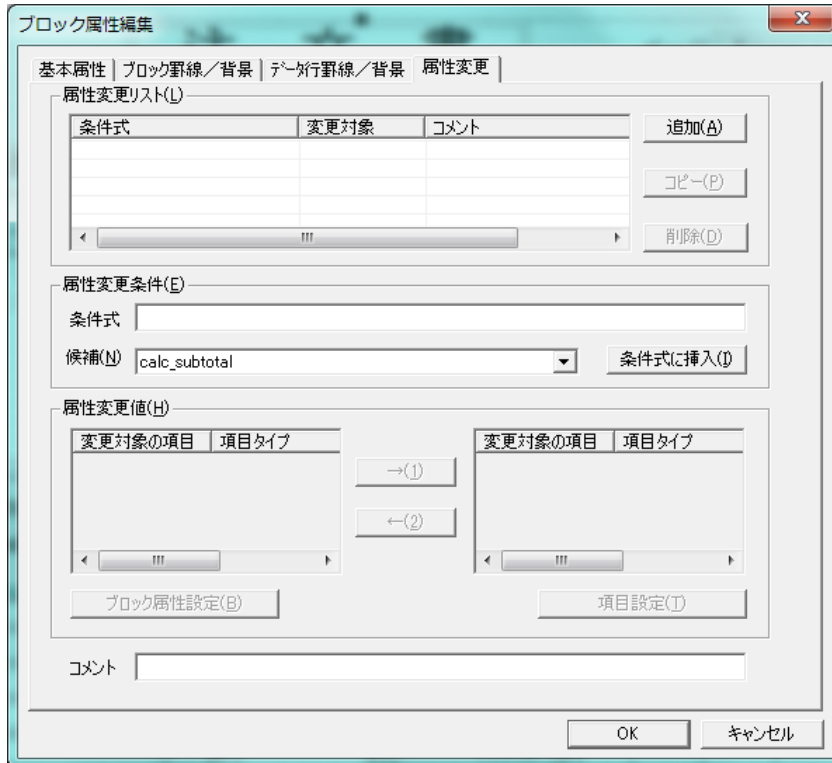 ブロック属性編集
基本属性 ブロック罫線／背景 データ行罫線／背景 属性変更
属性変更リスト(L)
条件式 変更対象 コメント
追加(A)
コピー(P)
削除(D)
属性変更条件(E)
条件式
候補(N) calc_subtotal 条件式に挿入(I)
属性変更値(H)
変更対象の項目 項目タイプ 変更対象の項目 項目タイプ
→(1)
←(2)
ブロック属性設定(B) 項目設定(T)
コメント
OK キャンセル